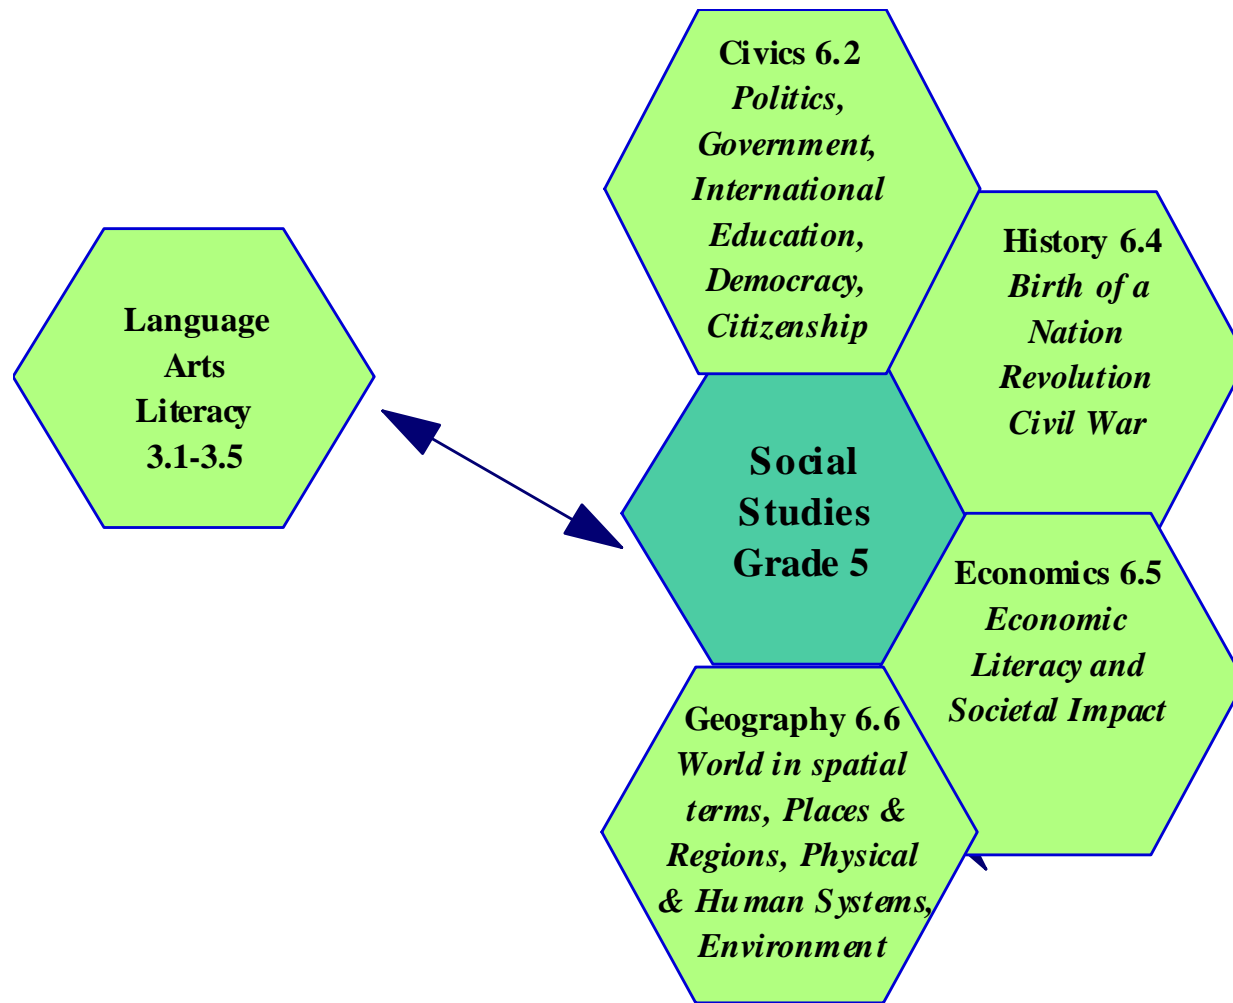 Civics 6.2
Politics,
Government,
International
Education,
Democracy,
Citizenship
History 6.4
Birth of a
Nation
Revolution
Civil War
Language
Arts
Literacy
3.1-3.5
Social
Studies
Grade 5
Economics 6.5
Economic
Literacy and
Societal Impact
Geography 6.6
World in spatial
terms, Places &
Regions, Physical
& Human Systems,
Environment